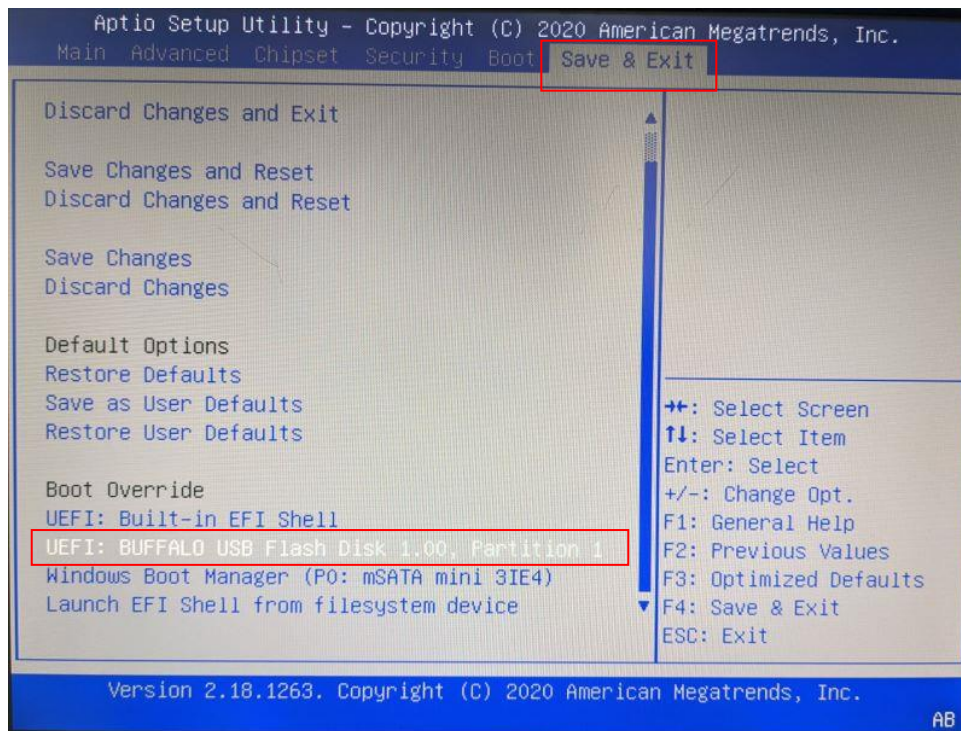 Aptio Setup Utility – Copyright (C) 2020 American Megatrends, Inc.
Main Advanced Chipset Security Boot Save & Exit
Discard Changes and Exit
Save Changes and Reset
Discard Changes and Reset
Save Changes
Discard Changes
Default Options
Restore Defaults
Save as User Defaults
Restore User Defaults
Boot Override
UEFI: Built-in EFI Shell
UEFI: BUFFALO USB Flash Disk 1.00, Partition 1
Windows Boot Manager (P0: mSATA mini 3IE4)
Launch EFI Shell from filesystem device
→←: Select Screen
↑↓: Select Item
Enter: Select
+/-: Change Opt.
F1: General Help
F2: Previous Values
F3: Optimized Defaults
F4: Save & Exit
ESC: Exit
Version 2.18.1263. Copyright (C) 2020 American Megatrends, Inc.
AB